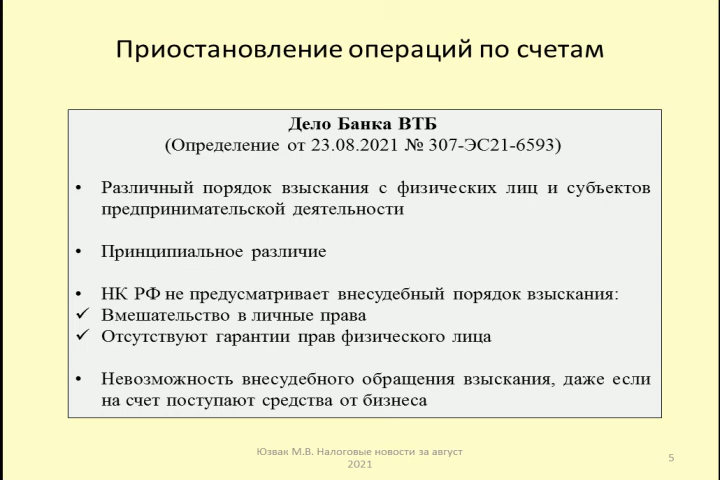 Приостановление операций по счетам
Дело Банка ВТБ
(Определение от 23.08.2021 № 307-ЭС21-6593)
• Различный порядок взыскания с физических лиц и субъектов
предпринимательской деятельности
• Принципиальное различие
• НК РФ не предусматривает внесудебный порядок взыскания:
✓ Вмешательство в личные права
✓ Отсутствуют гарантии прав физического лица
• Невозможность внесудебного обращения взыскания, даже если
на счет поступают средства от бизнеса
Юзвак М.В. Налоговые новости за август
2021
5